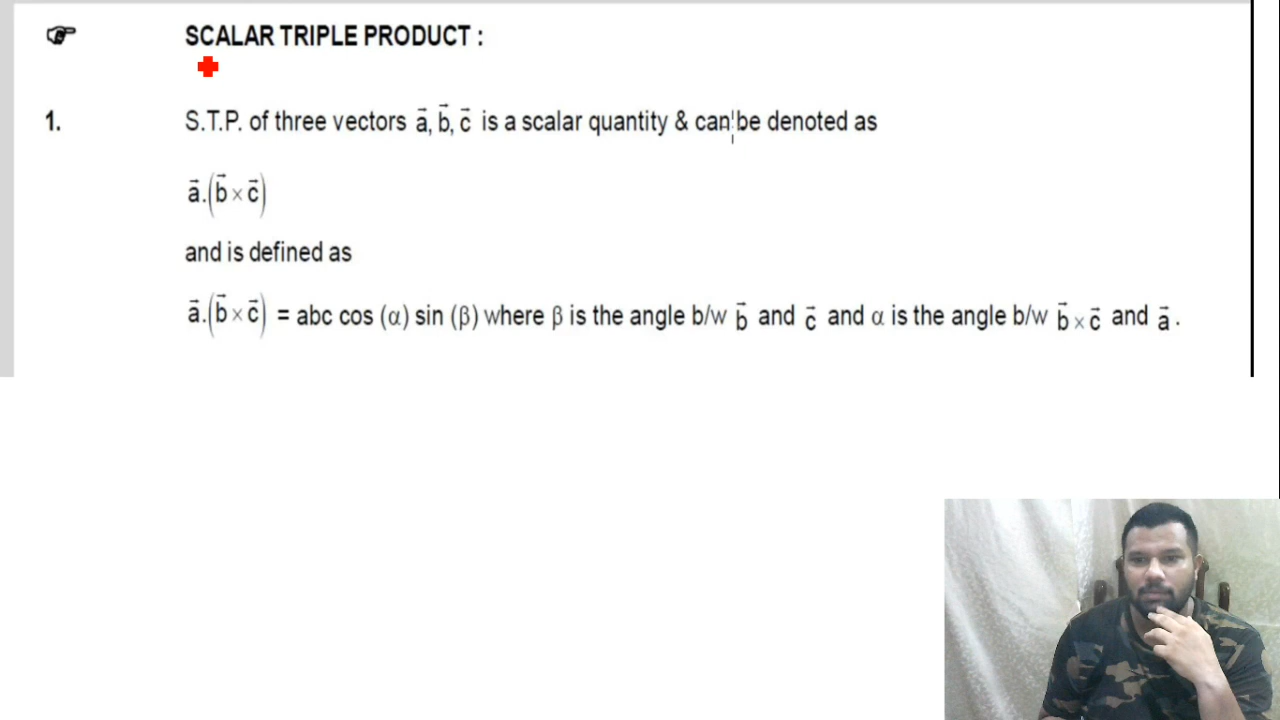 ☞ SCALAR TRIPLE PRODUCT :
1. S.T.P. of three vectors a⃗, b⃗, c⃗ is a scalar quantity & can be denoted as
a⃗.(b⃗ × c⃗)
and is defined as
a⃗.(b⃗ × c⃗) = abc cos (α) sin (β) where β is the angle b/w b⃗ and c⃗ and α is the angle b/w b⃗ × c⃗ and a⃗ .